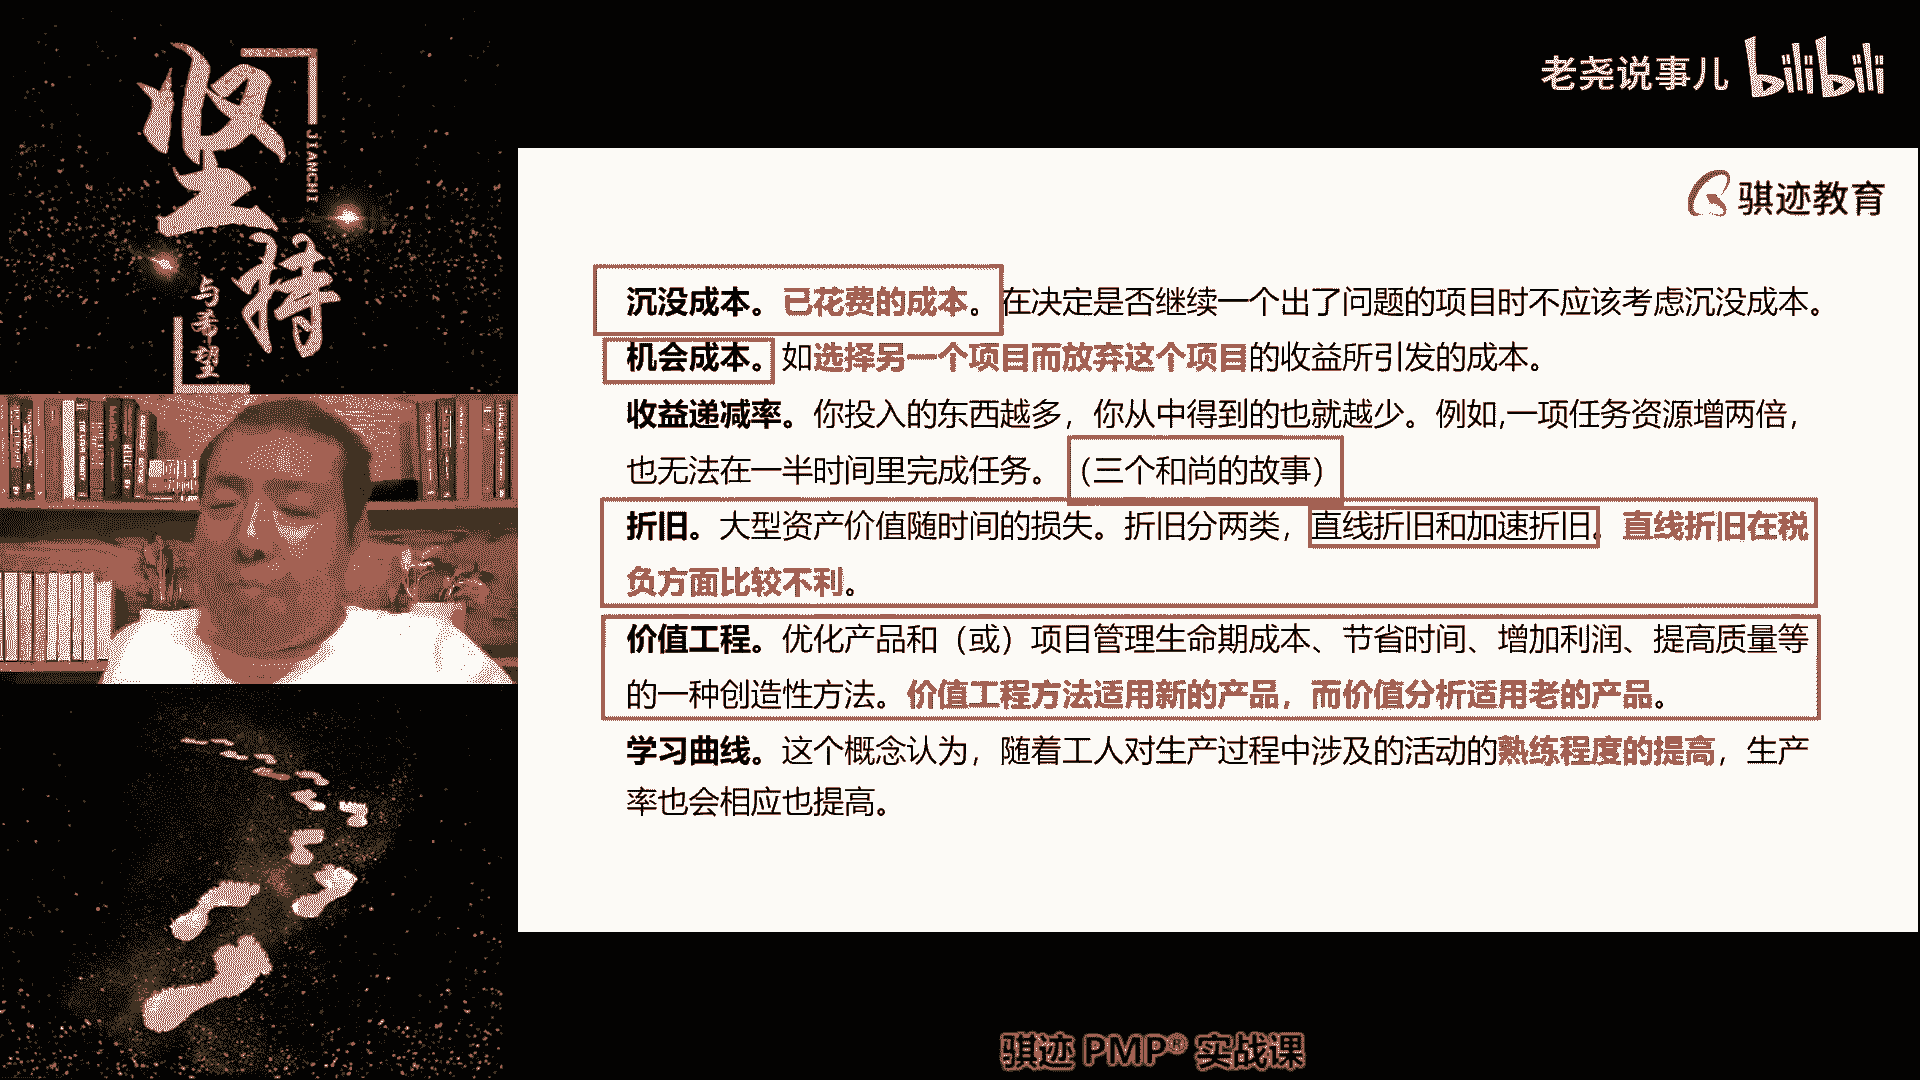 坚持
JIANCHI
与希望
老尧说事儿 bilibili
骐迹教育
沉没成本。已花费的成本。在决定是否继续一个出了问题的项目时不应该考虑沉没成本。
机会成本。如选择另一个项目而放弃这个项目的收益所引发的成本。
收益递减率。你投入的东西越多，你从中得到的也就越少。例如,一项任务资源增两倍，
也无法在一半时间里完成任务。（三个和尚的故事）
折旧。大型资产价值随时间的损失。折旧分两类，直线折旧和加速折旧。直线折旧在税
负方面比较不利。
价值工程。优化产品和（或）项目管理生命期成本、节省时间、增加利润、提高质量等
的一种创造性方法。价值工程方法适用新的产品，而价值分析适用老的产品。
学习曲线。这个概念认为，随着工人对生产过程中涉及的活动的熟练程度的提高，生产
率也会相应也提高。
骐迹 PMP® 实战课